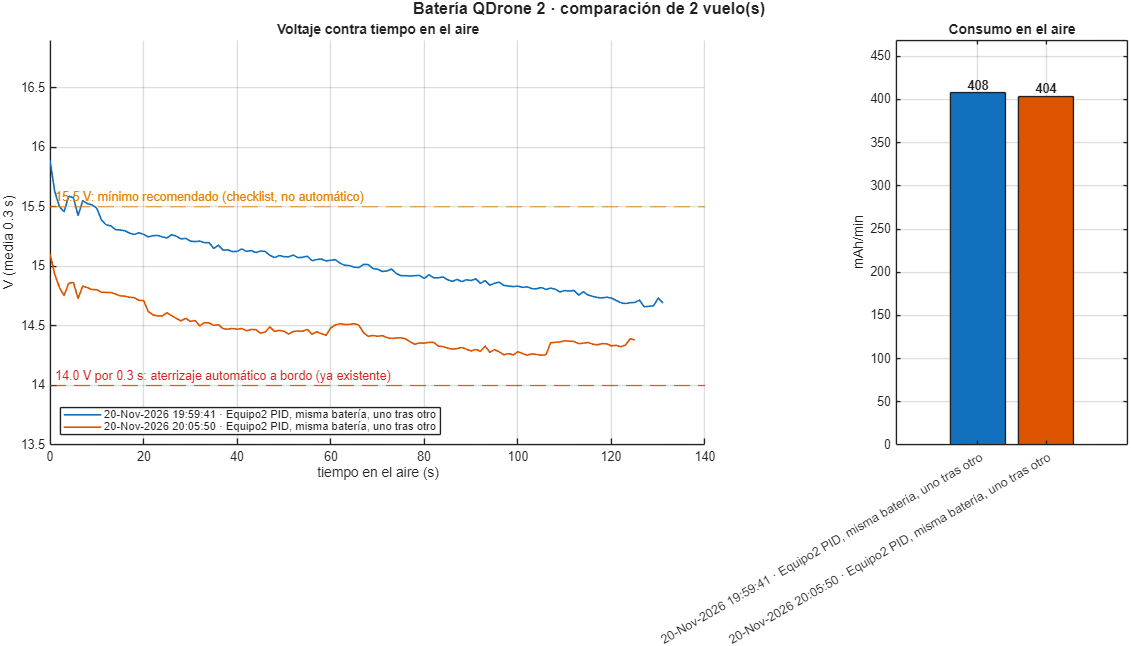 Batería QDrone 2 · comparación de 2 vuelo(s)
Voltaje contra tiempo en el aire
V (media 0.3 s)
16.5
16
15.5
15
14.5
14
13.5
15.5 V: mínimo recomendado (checklist, no automático)
14.0 V por 0.3 s: aterrizaje automático a bordo (ya existente)
20-Nov-2026 19:59:41 · Equipo2 PID, misma batería, uno tras otro
20-Nov-2026 20:05:50 · Equipo2 PID, misma batería, uno tras otro
0 20 40 60 80 100 120 140
tiempo en el aire (s)
Consumo en el aire
mAh/min
450
400
350
300
250
200
150
100
50
0
408
404
20-Nov-2026 19:59:41 · Equipo2 PID, misma batería, uno tras otro
20-Nov-2026 20:05:50 · Equipo2 PID, misma batería, uno tras otro